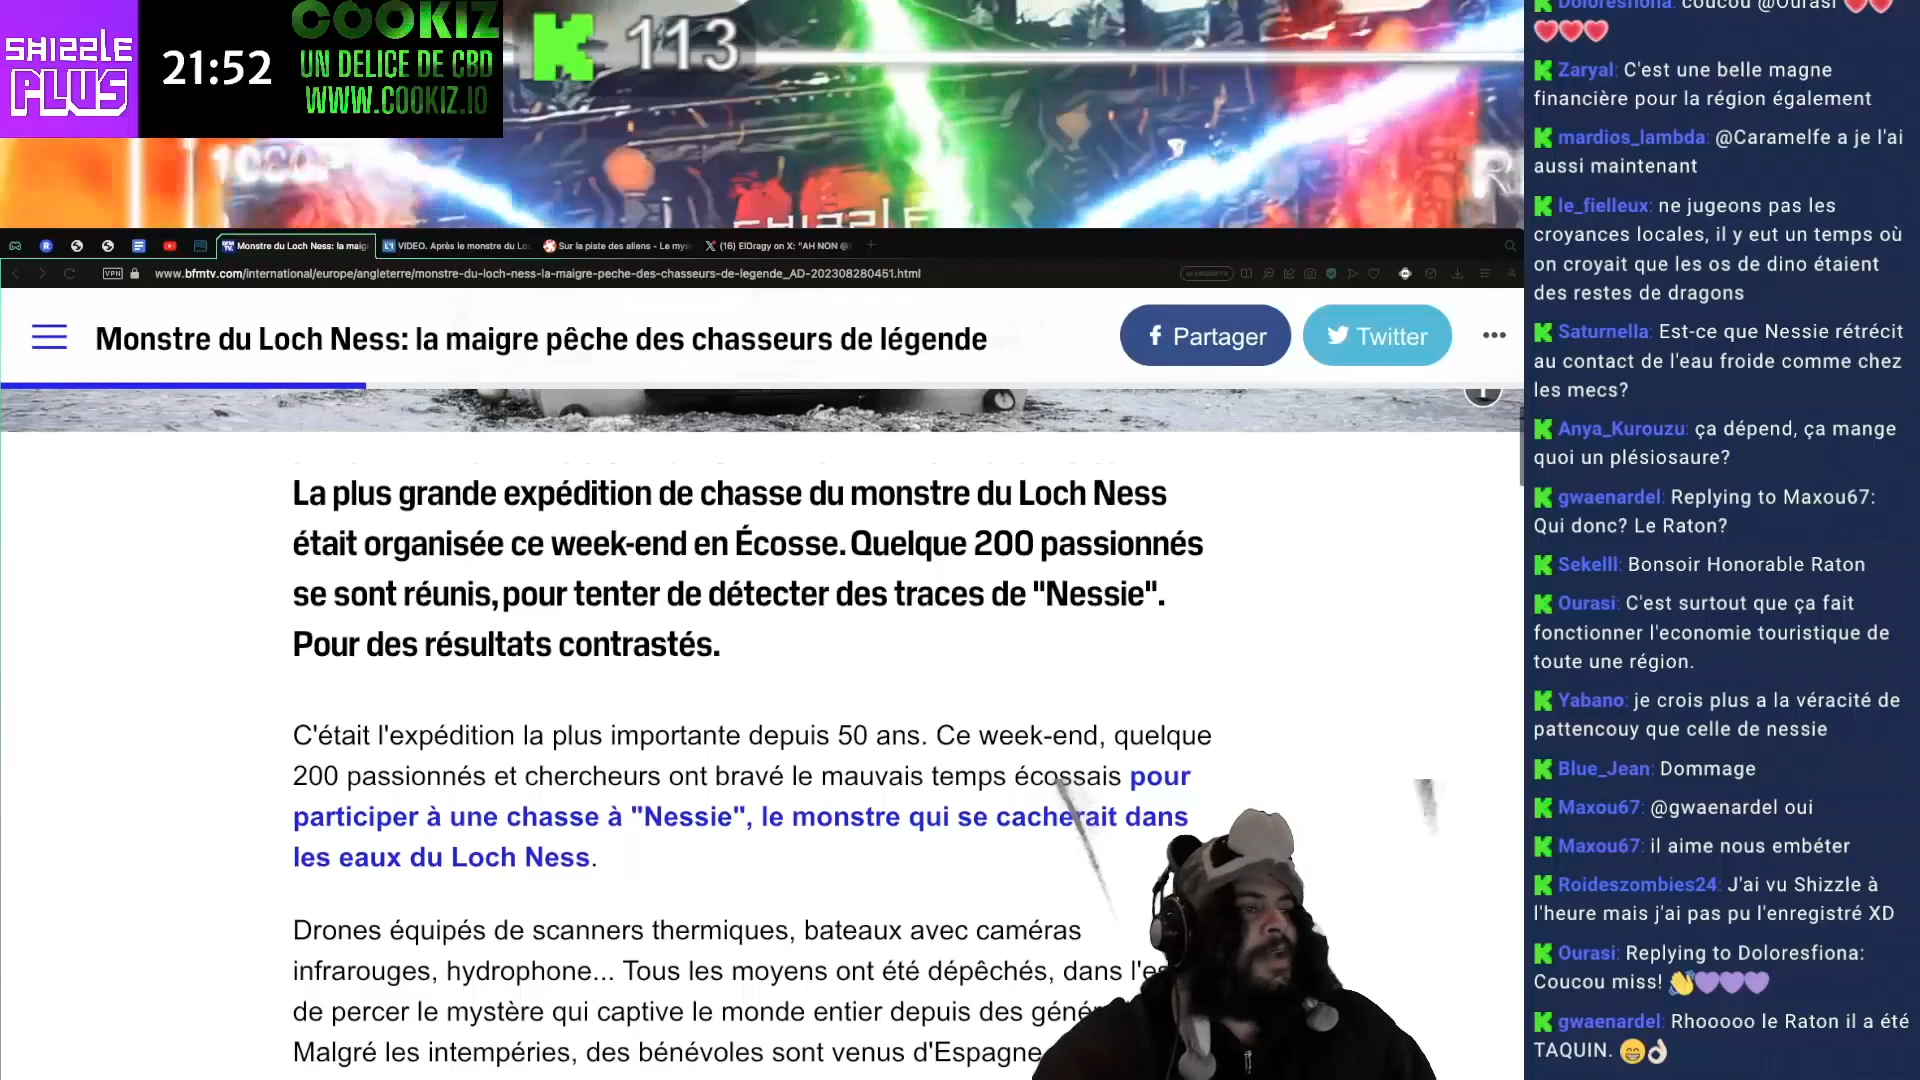 SHIZZLE
PLUS
21:52
COOKIZ
UN DELICE DE CBD
WWW.COOKIZ.IO
113
Monstre du Loch Ness: la maig
VIDEO. Après le monstre du Lo
Sur la piste des aliens - Le mys
(16) ElDragy on X: "AH NON @
VPN
www.bfmtv.com/international/europe/angleterre/monstre-du-loch-ness-la-maigre-peche-des-chasseurs-de-legende_AD-202308280451.html
Monstre du Loch Ness: la maigre pêche des chasseurs de légende
Partager
Twitter
La plus grande expédition de chasse du monstre du Loch Ness
était organisée ce week-end en Écosse. Quelque 200 passionnés
se sont réunis, pour tenter de détecter des traces de "Nessie".
Pour des résultats contrastés.
C'était l'expédition la plus importante depuis 50 ans. Ce week-end, quelque
200 passionnés et chercheurs ont bravé le mauvais temps écossais pour
participer à une chasse à "Nessie", le monstre qui se cacherait dans
les eaux du Loch Ness.
Drones équipés de scanners thermiques, bateaux avec caméras
infrarouges, hydrophone... Tous les moyens ont été dépêchés, dans l'es
de percer le mystère qui captive le monde entier depuis des génér
Malgré les intempéries, des bénévoles sont venus d'Espagne
Doloresfiona: coucou @Ourasi ❤️❤️
❤️❤️❤️
Zaryal: C'est une belle magne
financière pour la région également
mardios_lambda: @Caramelfe a je l'ai
aussi maintenant
le_fielleux: ne jugeons pas les
croyances locales, il y eut un temps où
on croyait que les os de dino étaient
des restes de dragons
Saturnella: Est-ce que Nessie rétrécit
au contact de l'eau froide comme chez
les mecs?
Anya_Kurouzu: ça dépend, ça mange
quoi un plésiosaure?
gwaenardel: Replying to Maxou67:
Qui donc? Le Raton?
Sekelll: Bonsoir Honorable Raton
Ourasi: C'est surtout que ça fait
fonctionner l'economie touristique de
toute une région.
Yabano: je crois plus a la véracité de
pattencouy que celle de nessie
Blue_Jean: Dommage
Maxou67: @gwaenardel oui
Maxou67: il aime nous embéter
Roideszombies24: J'ai vu Shizzle à
l'heure mais j'ai pas pu l'enregistré XD
Ourasi: Replying to Doloresfiona:
Coucou miss! 👋💜💜💜
gwaenardel: Rhooooo le Raton il a été
TAQUIN. 😄👌